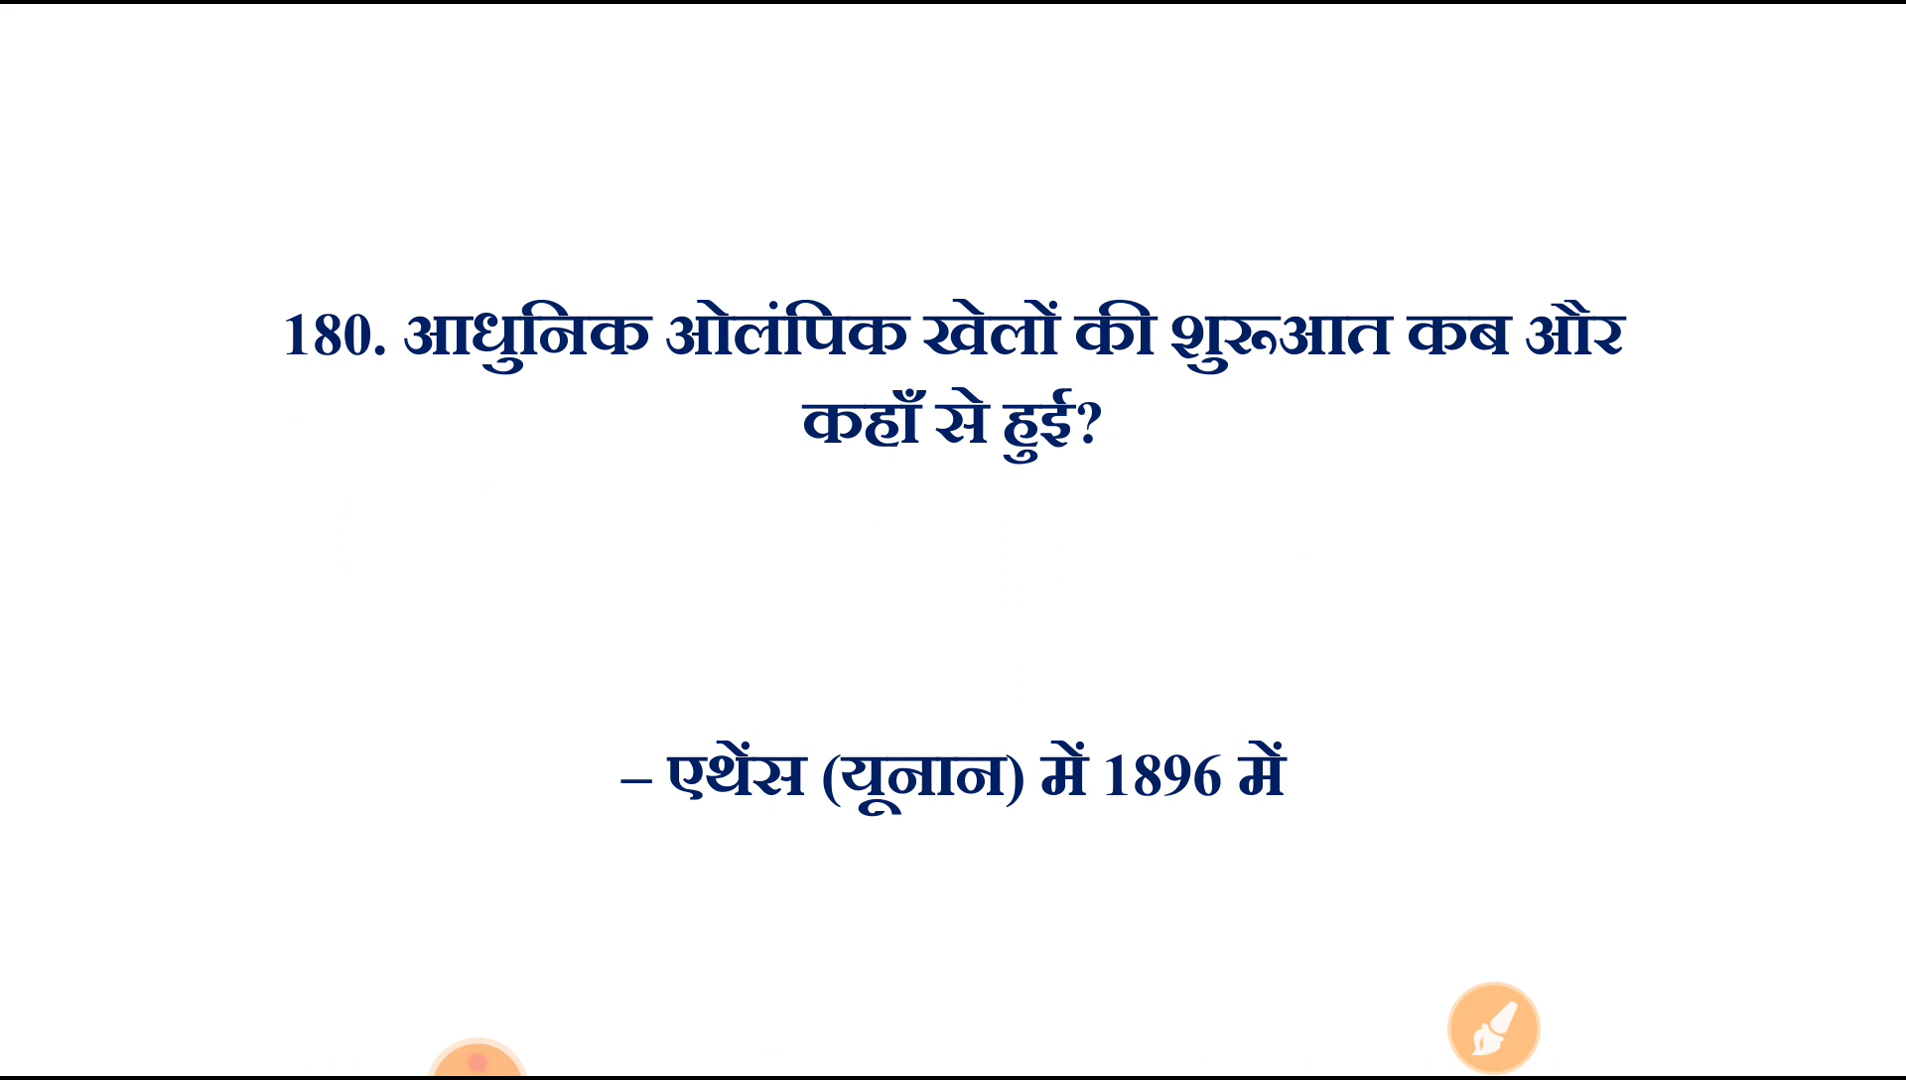 180. आधुनिक ओलंपिक खेलों की शुरूआत कब और
कहाँ से हुई?
– एथेंस (यूनान) में 1896 में